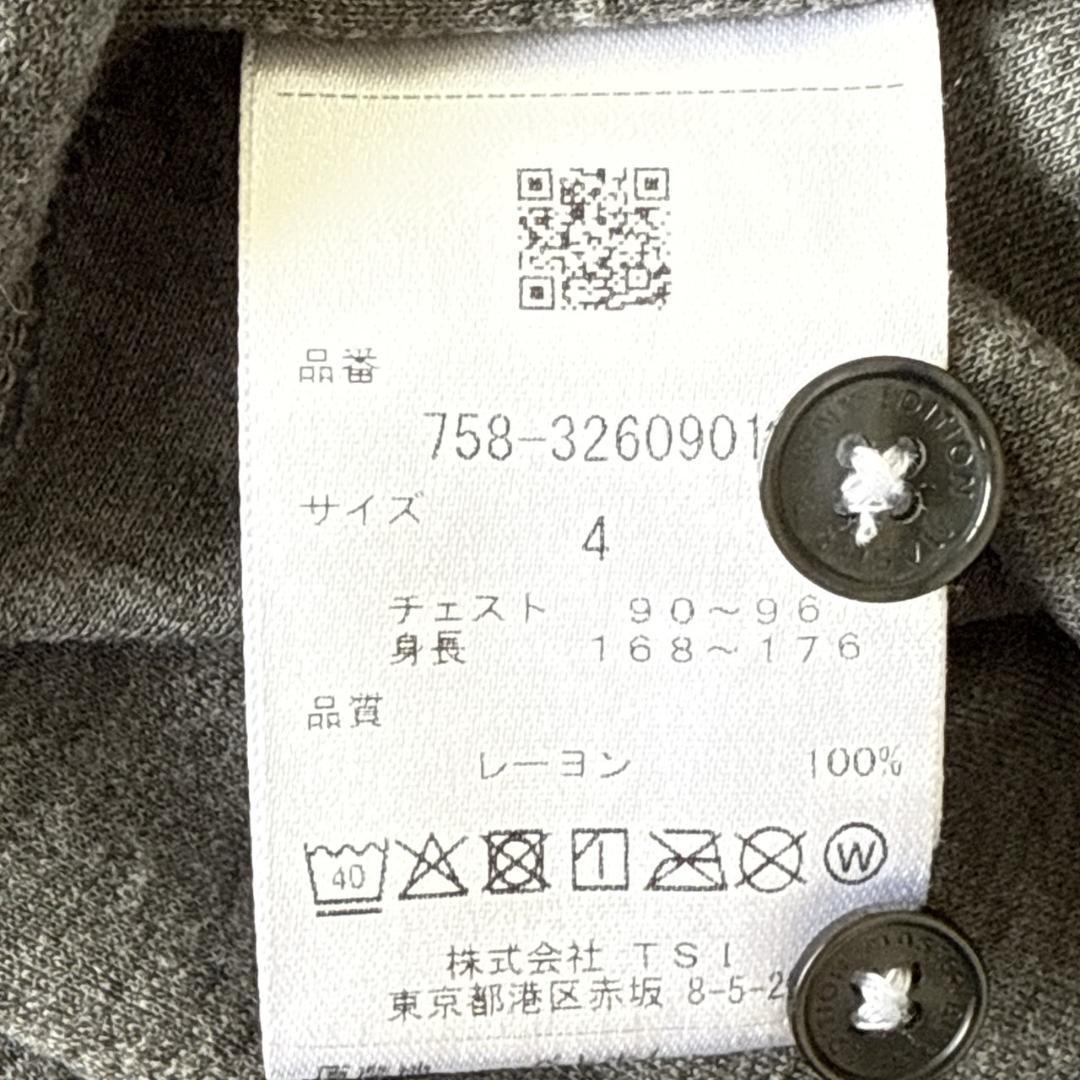 品番
758-3260901
サイズ
4
チェスト 90～96
身長 168～176
品質
レーヨン 100%
40
W
株式会社 TSI
東京都港区赤坂 8-5-2
EDITION